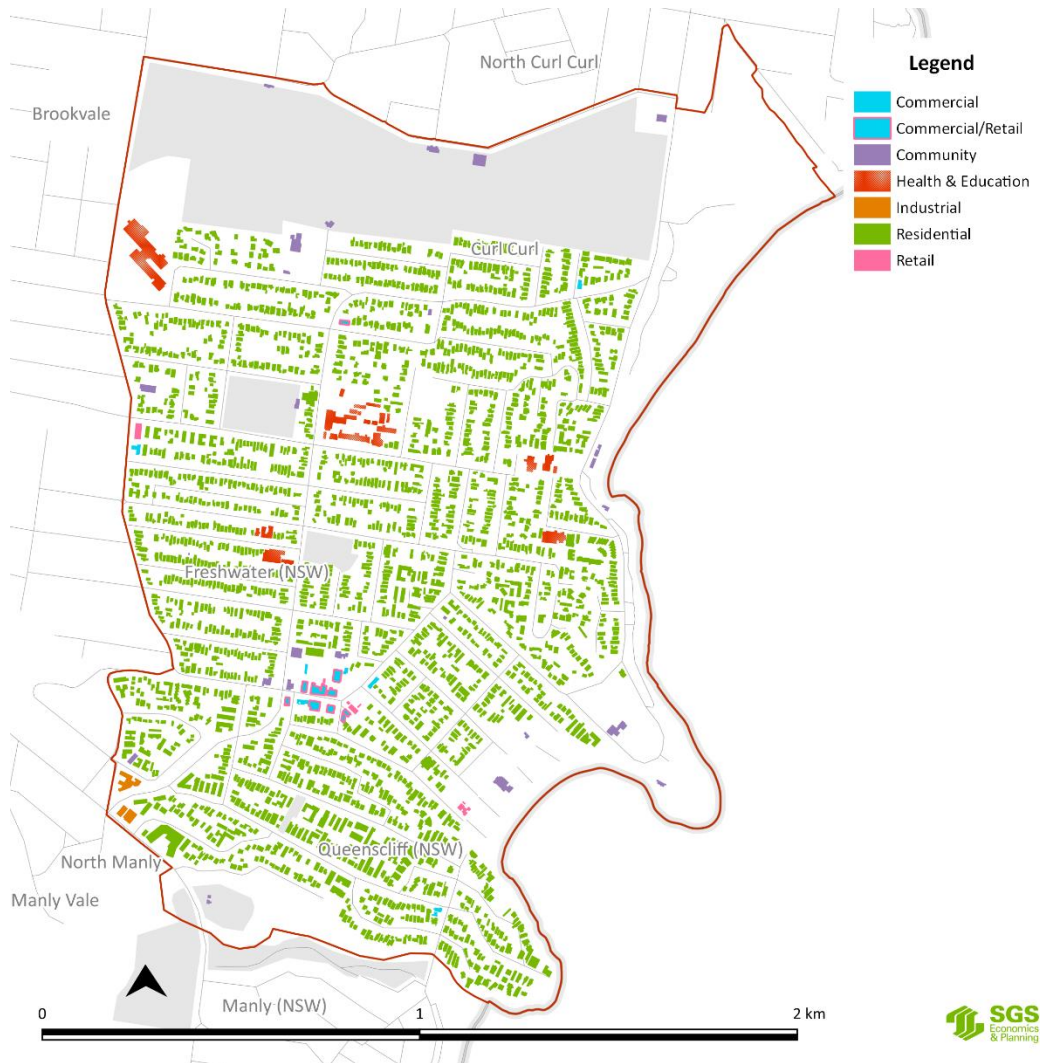 North Curl Curl
Legend
Brookvale
Commercial
Commercial/Retail
Community
Health & Education
Industrial
Residential
Retail
Curl Curl
Freshwater (NSW)
Queenscliff (NSW)
North Manly
Manly Vale
Manly (NSW)
0
1
2 km
SGS
Economics
& Planning